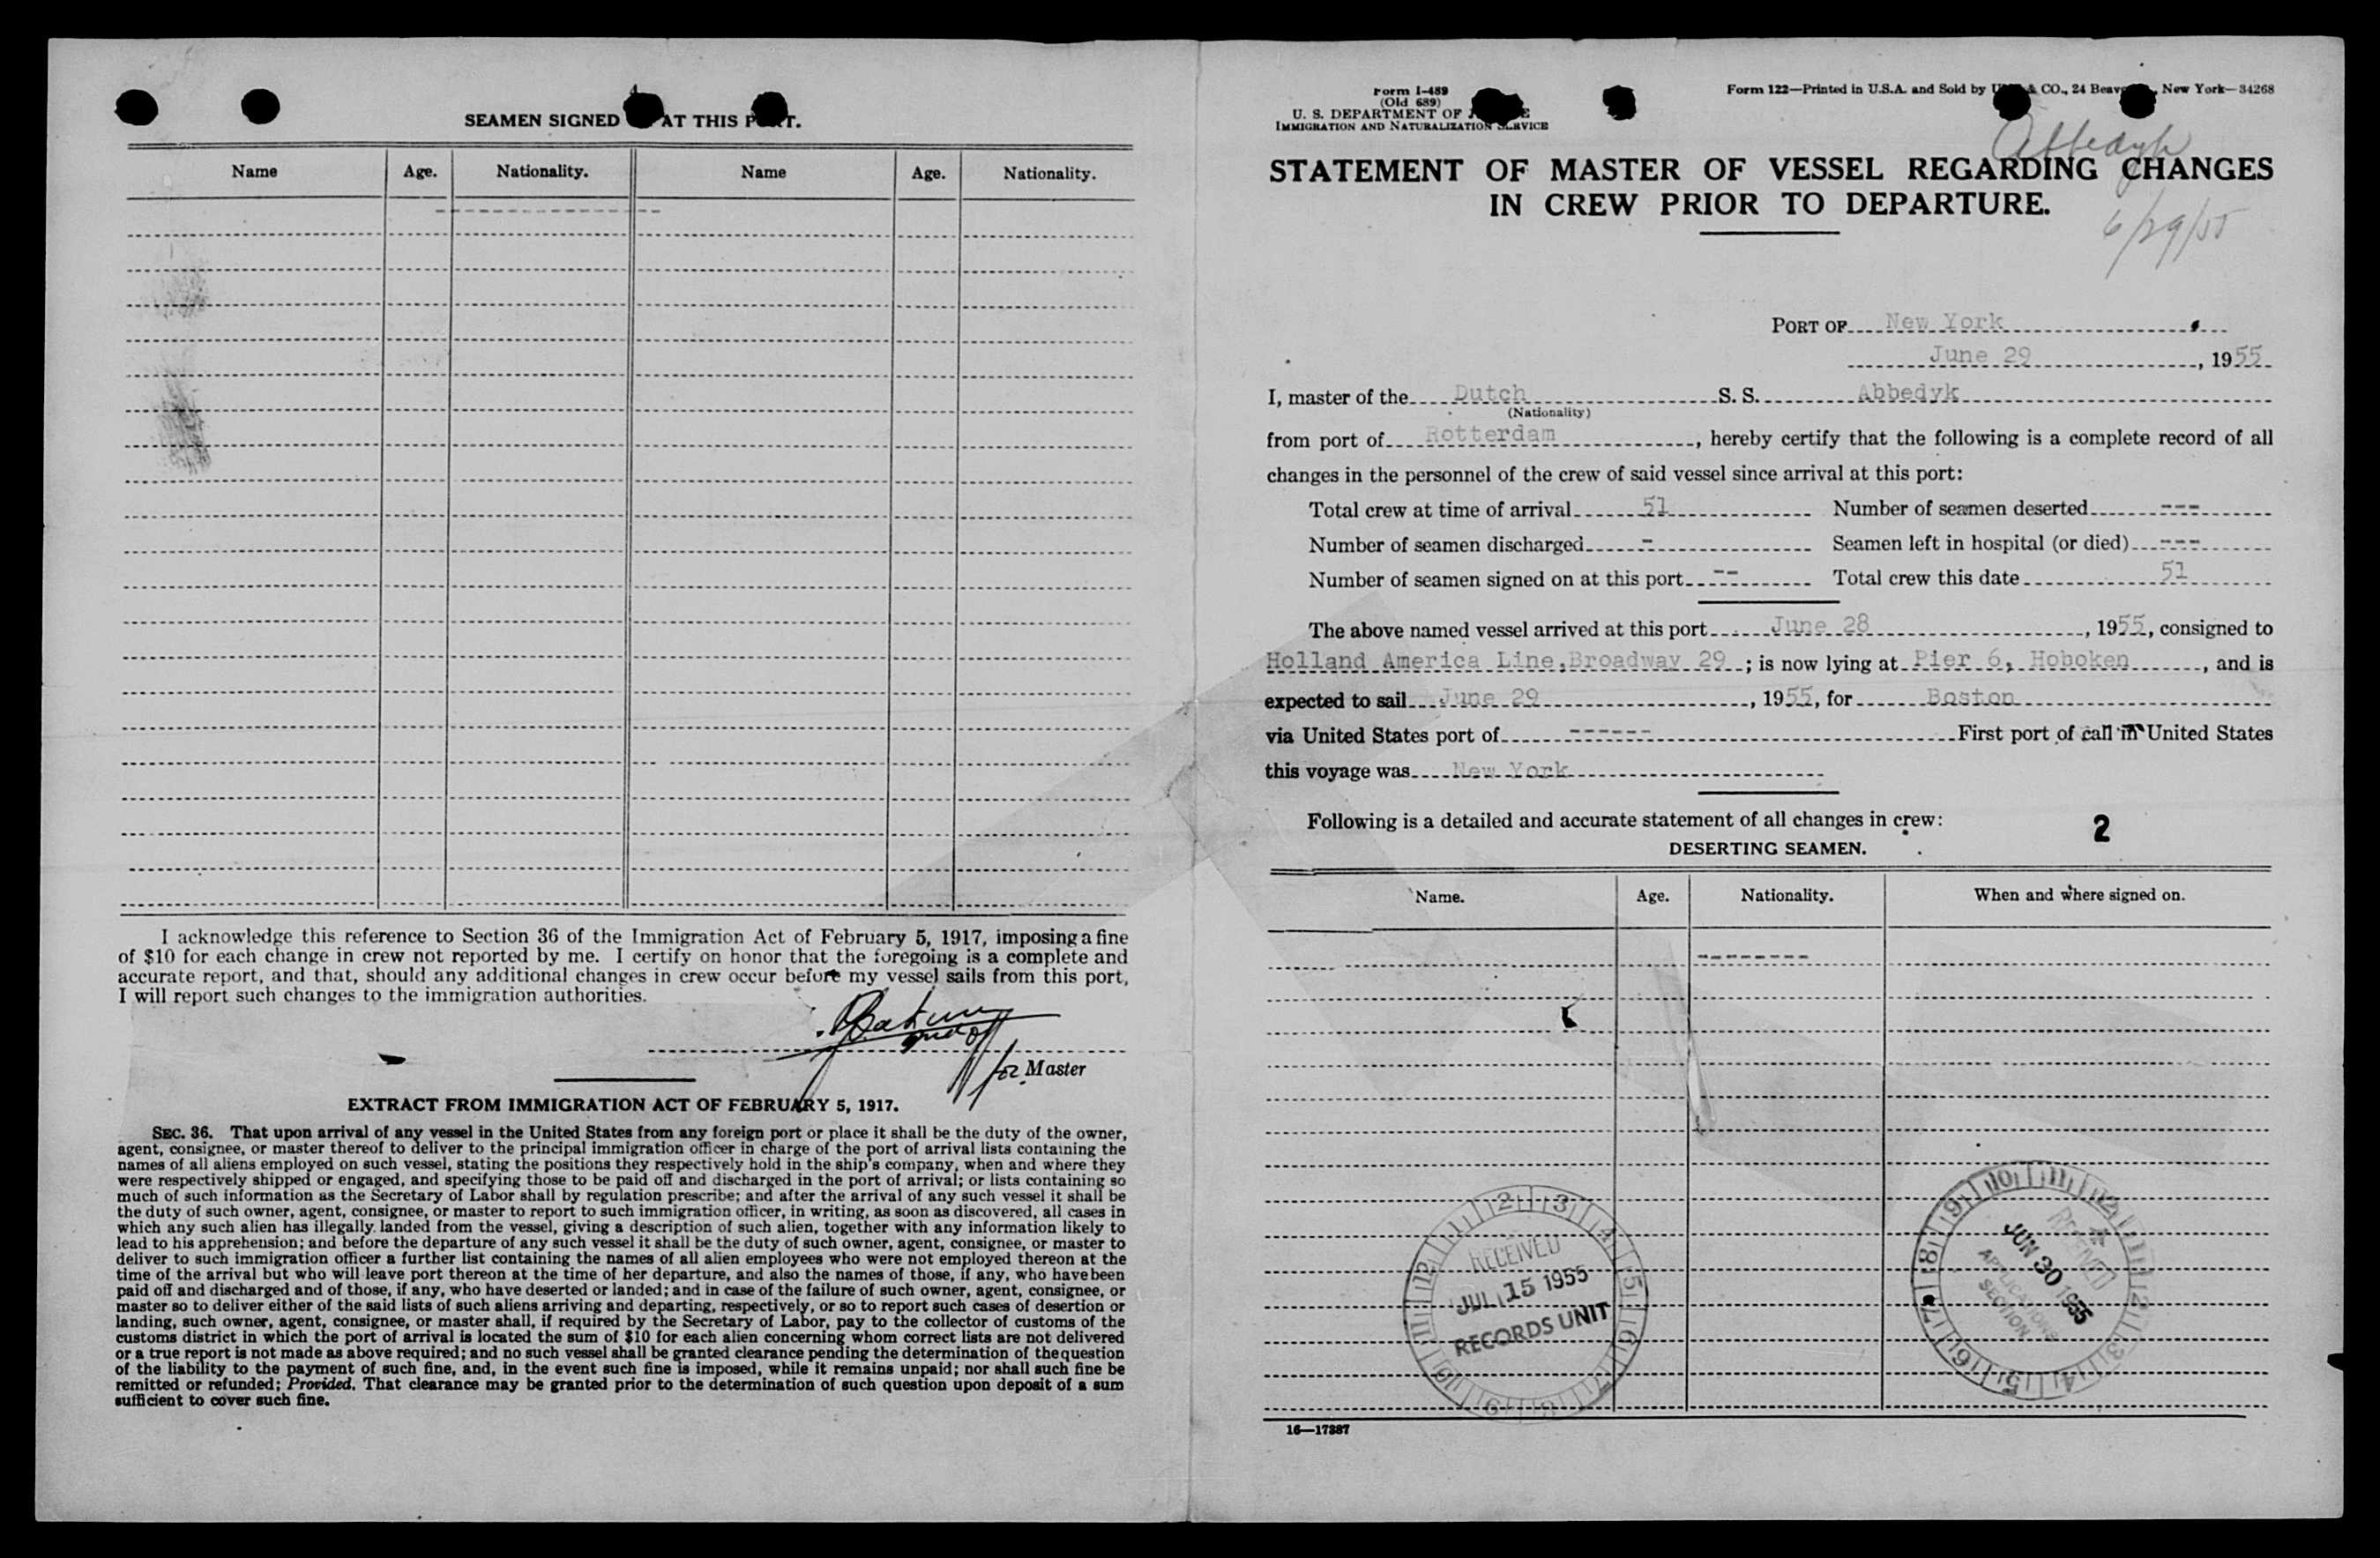 SEAMEN SIGNED AT THIS
Name Age. Nationality. Name Age. Nationality.
- - - - - - - - - - - - - - - - -
I acknowledge this reference to Section 36 of the Immigration Act of February 5, 1917, imposing a fine
of $10 for each change in crew not reported by me. I certify on honor that the foregoing is a complete and
accurate report, and that, should any additional changes in crew occur before my vessel sails from this port,
I will report such changes to the immigration authorities.
for Master
EXTRACT FROM IMMIGRATION ACT OF FEBRUARY 5, 1917.
SEC. 36. That upon arrival of any vessel in the United States from any foreign port or place it shall be the duty of the owner,
agent, consignee, or master thereof to deliver to the principal immigration officer in charge of the port of arrival lists containing the
names of all aliens employed on such vessel, stating the positions they respectively hold in the ship's company, when and where they
were respectively shipped or engaged, and specifying those to be paid off and discharged in the port of arrival; or lists containing so
much of such information as the Secretary of Labor shall by regulation prescribe; and after the arrival of any such vessel it shall be
the duty of such owner, agent, consignee, or master to report to such immigration officer, in writing, as soon as discovered, all cases in
which any such alien has illegally landed from the vessel, giving a description of such alien, together with any information likely to
lead to his apprehension; and before the departure of any such vessel it shall be the duty of such owner, agent, consignee, or master to
deliver to such immigration officer a further list containing the names of all alien employees who were not employed thereon at the
time of the arrival but who will leave port thereon at the time of her departure, and also the names of those, if any, who have been
paid off and discharged and of those, if any, who have deserted or landed; and in case of the failure of such owner, agent, consignee, or
master so to deliver either of the said lists of such aliens arriving and departing, respectively, or so to report such cases of desertion or
landing, such owner, agent, consignee, or master shall, if required by the Secretary of Labor, pay to the collector of customs of the
customs district in which the port of arrival is located the sum of $10 for each alien concerning whom correct lists are not delivered
or a true report is not made as above required; and no such vessel shall be granted clearance pending the determination of the question
of the liability to the payment of such fine, and, in the event such fine is imposed, while it remains unpaid; nor shall such fine be
remitted or refunded; Provided, That clearance may be granted prior to the determination of such question upon deposit of a sum
sufficient to cover such fine.
Form I-489
(Old 689)
U. S. DEPARTMENT OF
IMMIGRATION AND NATURALIZATION SERVICE
Form 122—Printed in U.S.A. and Sold by & CO., 24 New York—34268
Abbedyk
STATEMENT OF MASTER OF VESSEL REGARDING CHANGES
IN CREW PRIOR TO DEPARTURE.
6/29/55
PORT OF New York
June 29, 1955
I, master of the Dutch S. S. Abbedyk
(Nationality)
from port of Rotterdam, hereby certify that the following is a complete record of all
changes in the personnel of the crew of said vessel since arrival at this port:
Total crew at time of arrival 51 Number of seamen deserted ---
Number of seamen discharged - Seamen left in hospital (or died) ---
Number of seamen signed on at this port -- Total crew this date 51
The above named vessel arrived at this port June 28, 1955, consigned to
Holland America Line, Broadway 29; is now lying at Pier 6, Hoboken, and is
expected to sail June 29, 1955, for Boston
via United States port of ------ First port of call in United States
this voyage was New York
Following is a detailed and accurate statement of all changes in crew:
2
DESERTING SEAMEN.
Name. Age. Nationality. When and where signed on.
--------
RECEIVED
JUL 15 1955
RECORDS UNIT
RECEIVED
JUN 30 1955
APPLICATIONS
SECTION
16—17387